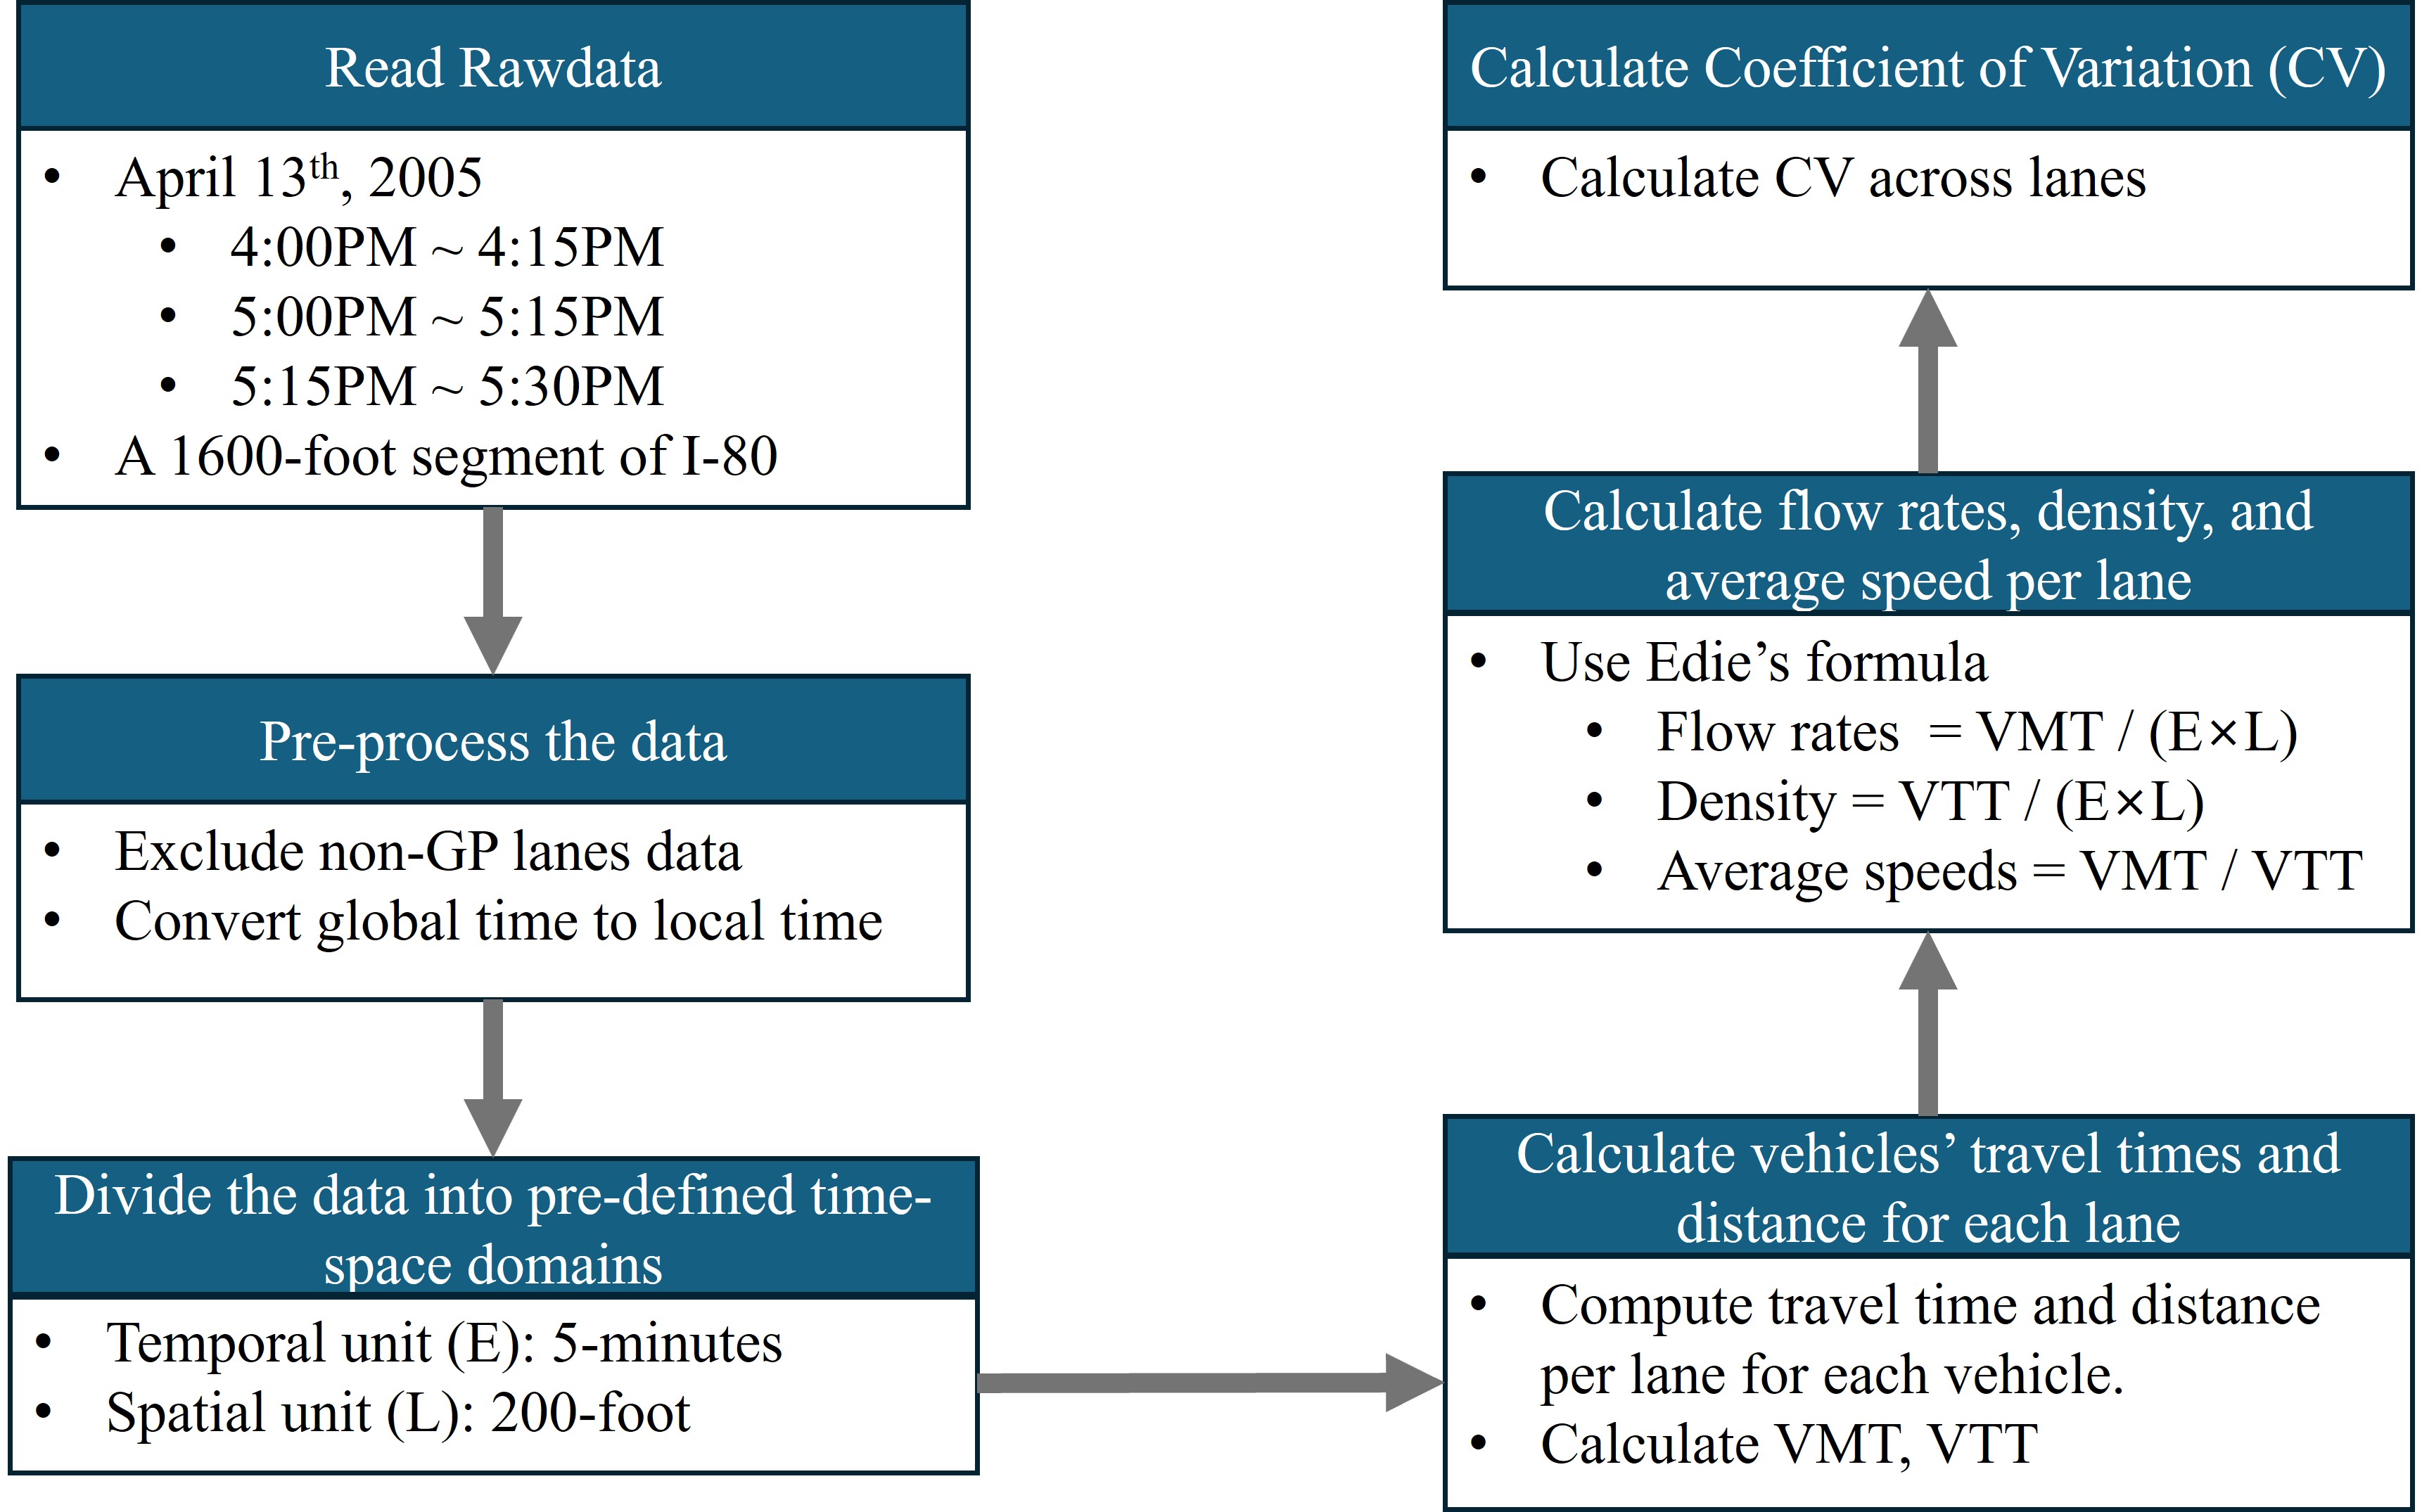 Read Rawdata
• April 13th, 2005
• 4:00PM ~ 4:15PM
• 5:00PM ~ 5:15PM
• 5:15PM ~ 5:30PM
• A 1600-foot segment of I-80
Pre-process the data
• Exclude non-GP lanes data
• Convert global time to local time
Divide the data into pre-defined time-
space domains
• Temporal unit (E): 5-minutes
• Spatial unit (L): 200-foot
Calculate vehicles’ travel times and
distance for each lane
• Compute travel time and distance
per lane for each vehicle.
• Calculate VMT, VTT
Calculate flow rates, density, and
average speed per lane
• Use Edie’s formula
• Flow rates = VMT / (E×L)
• Density = VTT / (E×L)
• Average speeds = VMT / VTT
Calculate Coefficient of Variation (CV)
• Calculate CV across lanes